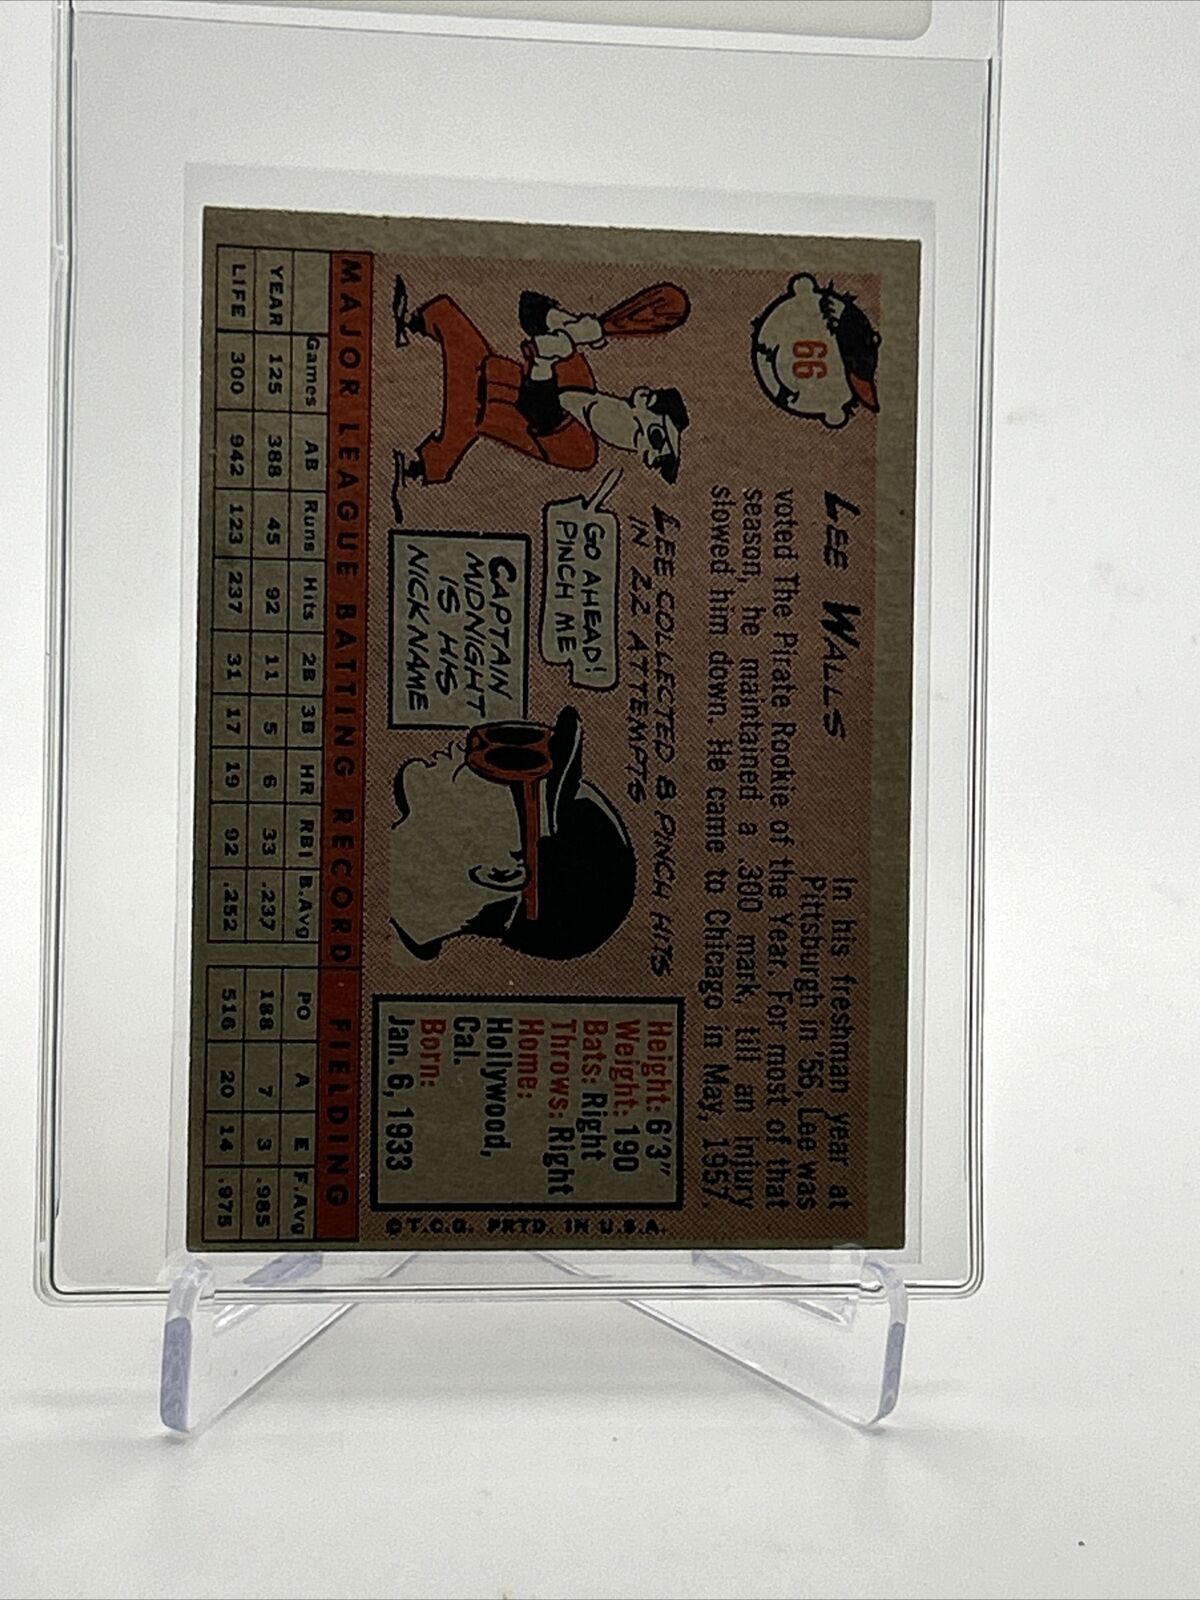 66
LEE WALLS
In his freshman year at
Pittsburgh in '56, Lee was
voted The Pirate Rookie of the Year. For most of that
season, he maintained a .300 mark, till an injury
slowed him down. He came to Chicago in May, 1957.
LEE COLLECTED 8 PINCH HITS
IN 22 ATTEMPTS
GO AHEAD!
PINCH ME
CAPTAIN
MIDNIGHT
IS HIS
NICKNAME
Height: 6'3"
Weight: 190
Bats: Right
Throws: Right
Home:
Hollywood,
Cal.
Born:
Jan. 6, 1933
© T.C.G. PRTD. IN U.S.A.
MAJOR LEAGUE BATTING RECORD FIELDING
Games AB Runs Hits 2B 3B HR RBI B.Avg PO A E F.Avg
YEAR 125 388 45 92 11 5 6 33 .237 188 7 3 .985
LIFE 300 942 123 237 31 17 19 92 .252 516 20 14 .975